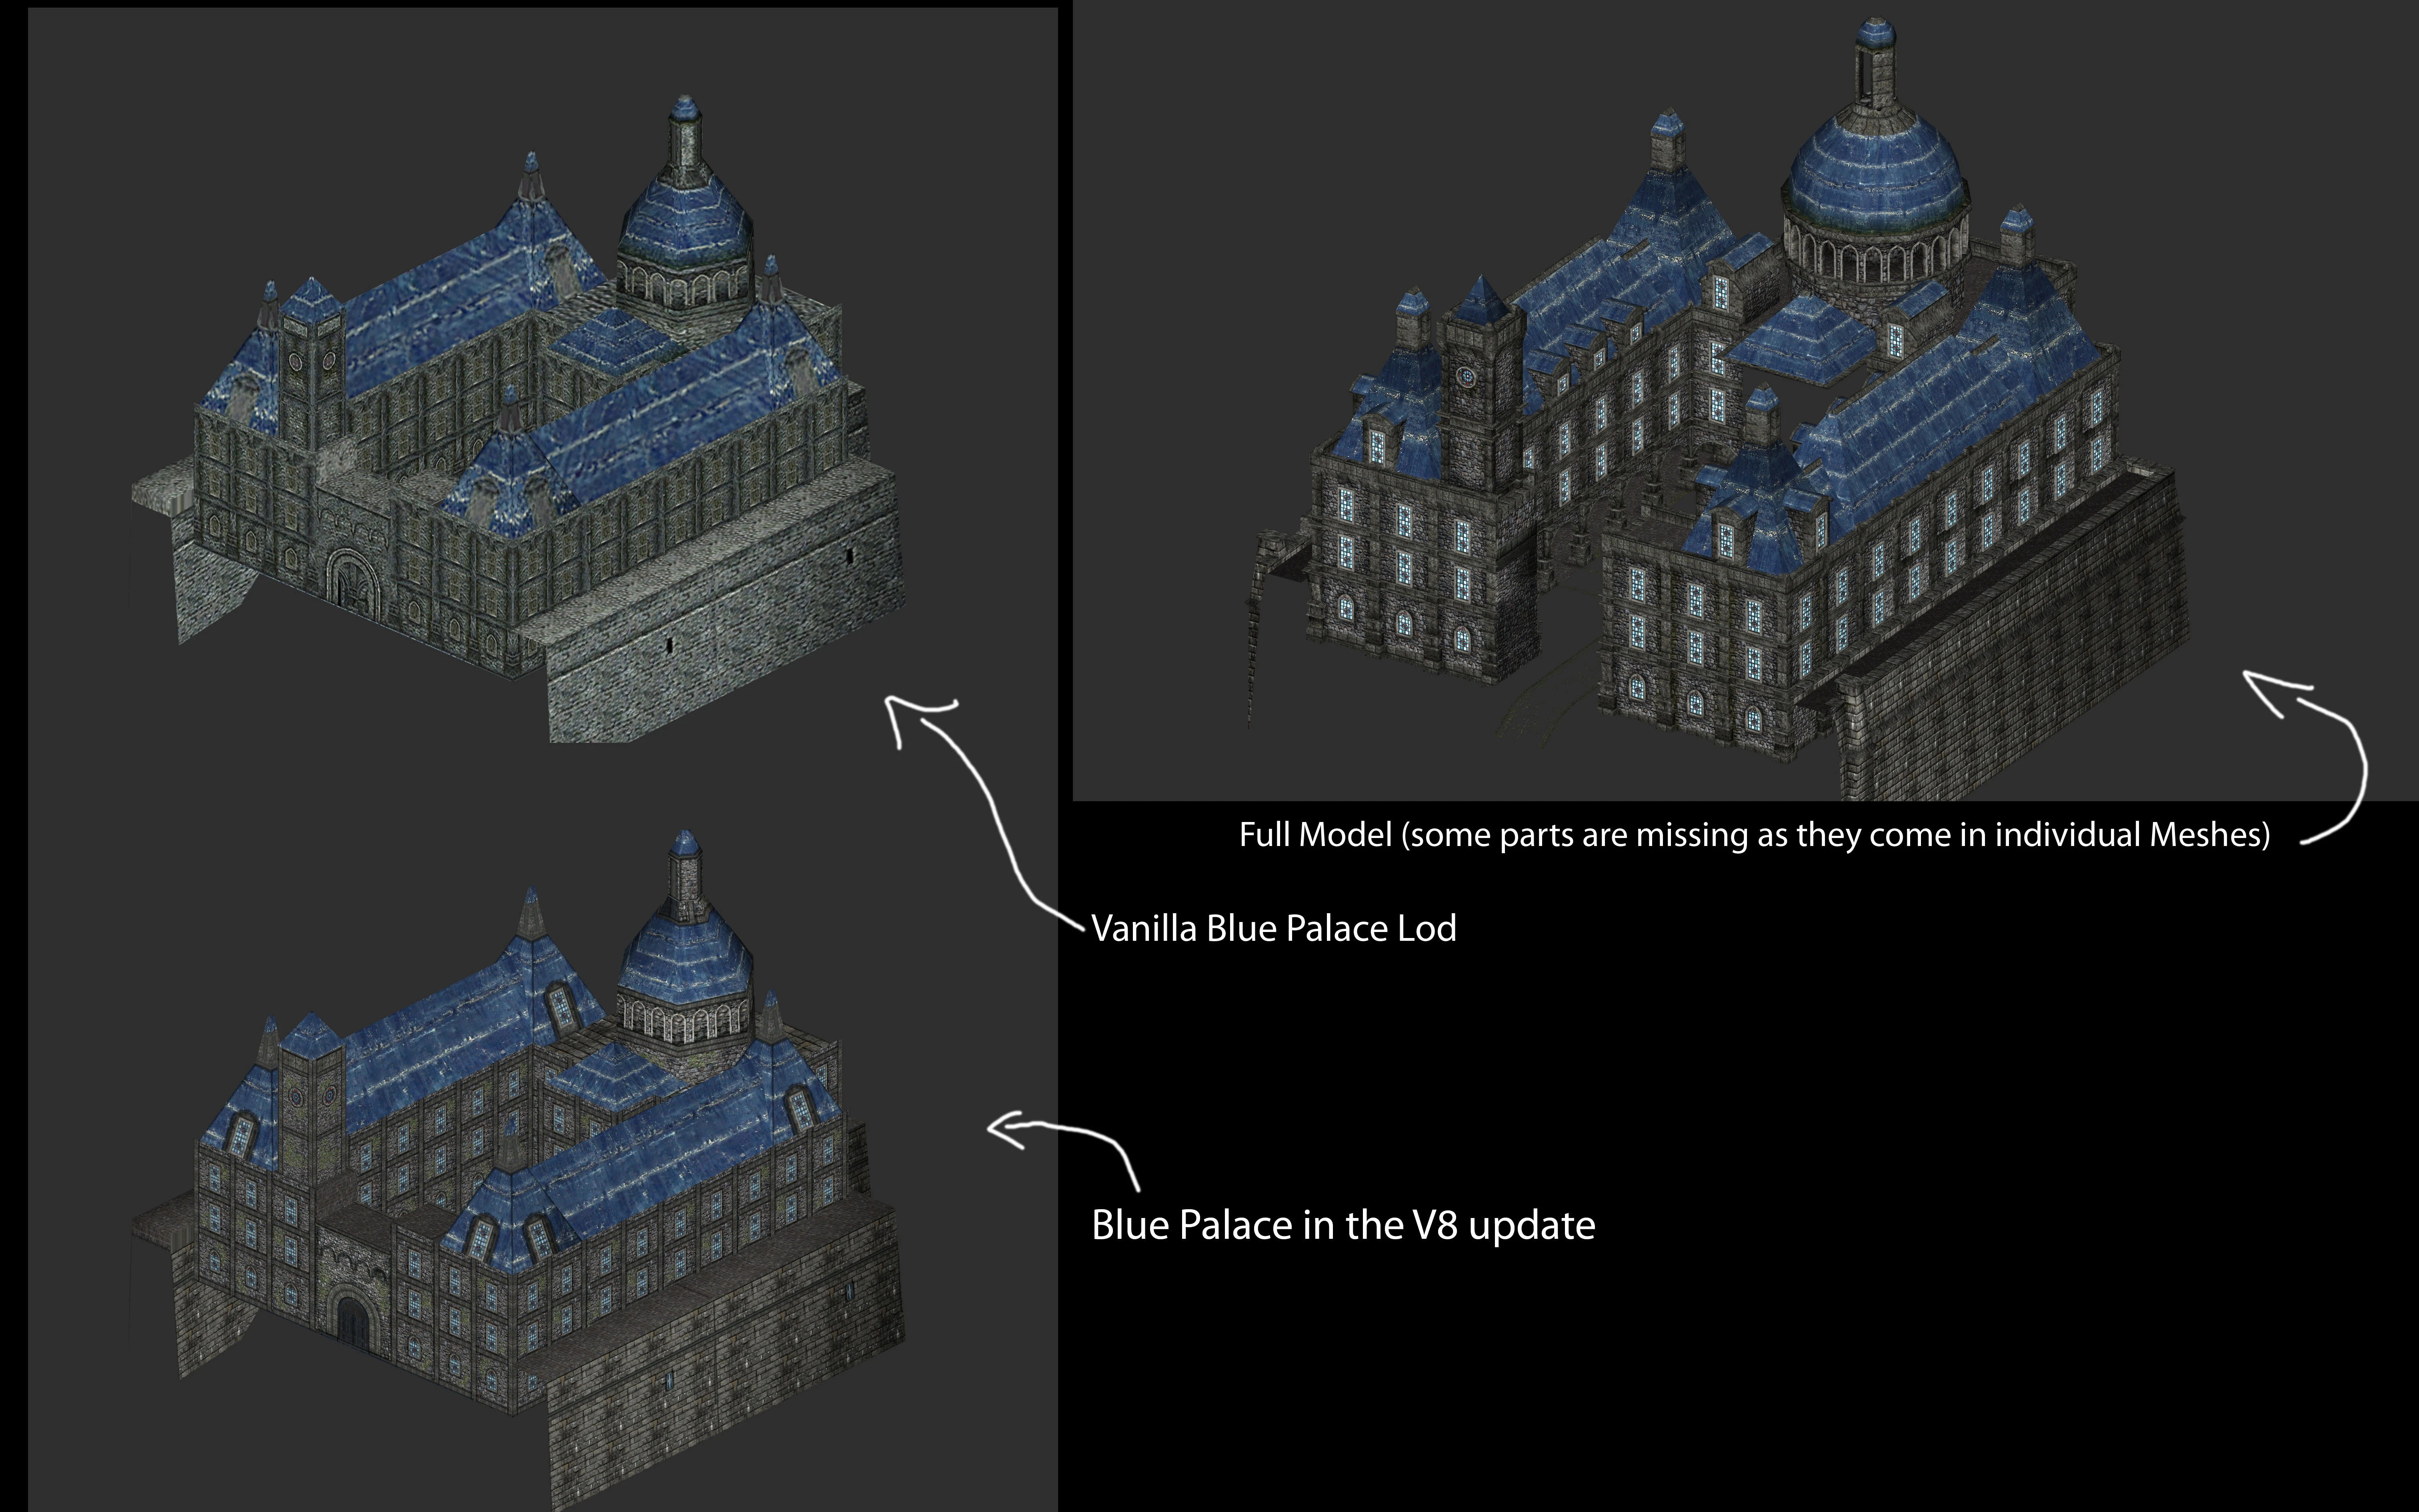 Full Model (some parts are missing as they come in individual Meshes)
Vanilla Blue Palace Lod
Blue Palace in the V8 update